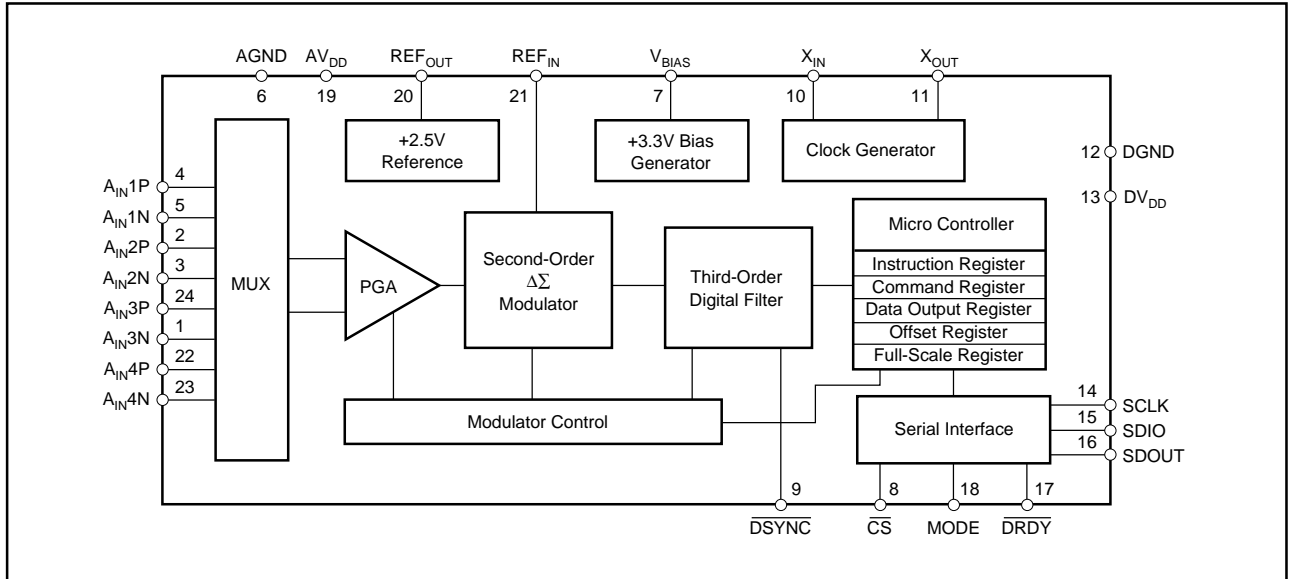 AGND AVDD REFOUT REFIN VBIAS XIN XOUT
6 19 20 21 7 10 11
+2.5V
Reference
+3.3V Bias
Generator
Clock Generator
12 DGND
13 DVDD
AIN1P 4
AIN1N 5
AIN2P 2
AIN2N 3
AIN3P 24
AIN3N 1
AIN4P 22
AIN4N 23
MUX
PGA
Second-Order
ΔΣ
Modulator
Third-Order
Digital Filter
Micro Controller
Instruction Register
Command Register
Data Output Register
Offset Register
Full-Scale Register
Modulator Control
Serial Interface
14 SCLK
15 SDIO
16 SDOUT
9 8 18 17
DSYNC CS MODE DRDY